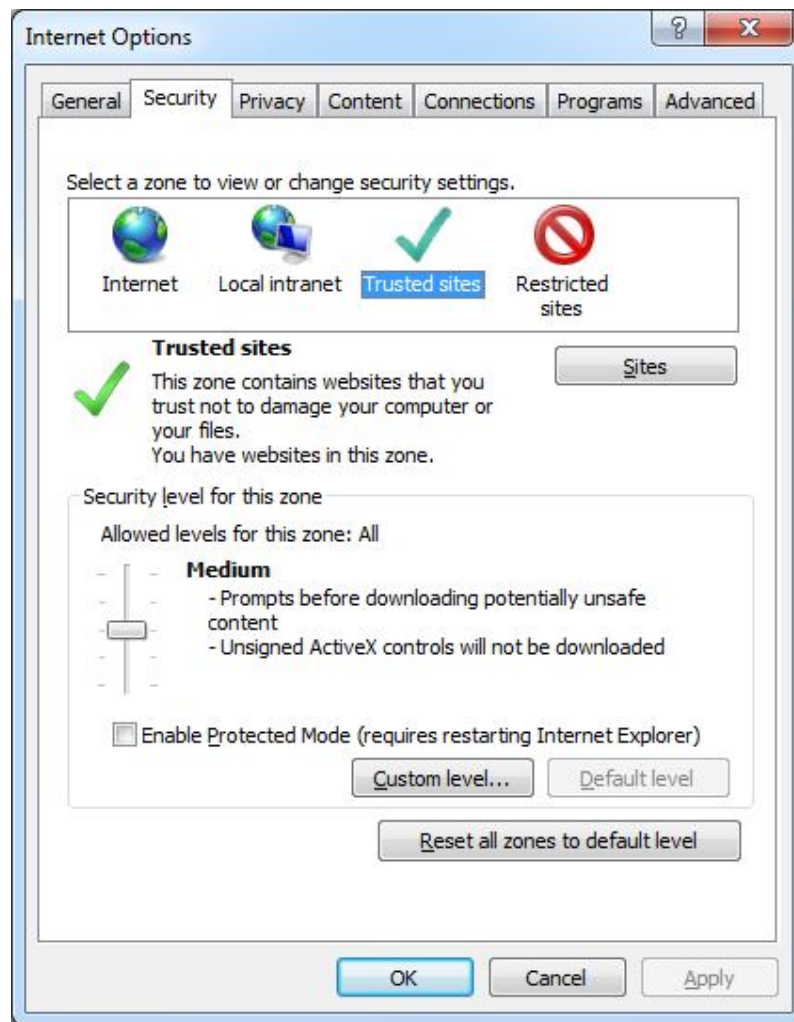 Internet Options
General Security Privacy Content Connections Programs Advanced
Select a zone to view or change security settings.
Internet Local intranet Trusted sites Restricted
sites
Trusted sites
Sites
This zone contains websites that you
trust not to damage your computer or
your files.
You have websites in this zone.
Security level for this zone
Allowed levels for this zone: All
Medium
- Prompts before downloading potentially unsafe
content
- Unsigned ActiveX controls will not be downloaded
Enable Protected Mode (requires restarting Internet Explorer)
Custom level... Default level
Reset all zones to default level
OK Cancel Apply